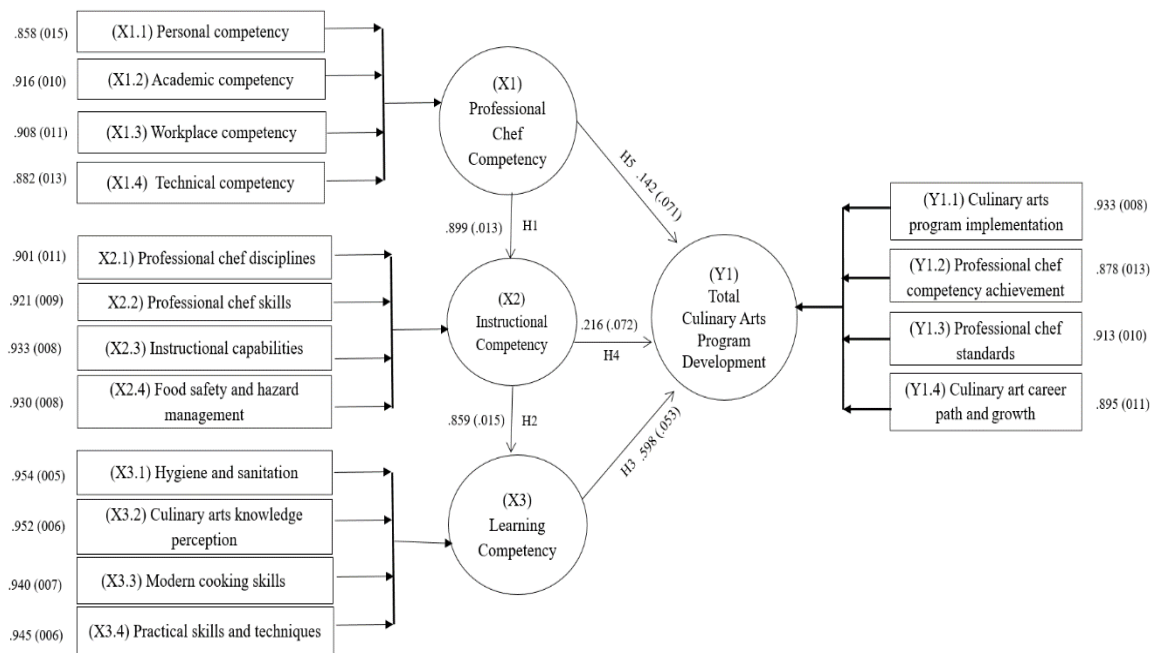 .858 (015)
(X1.1) Personal competency
.916 (010)
(X1.2) Academic competency
.908 (011)
(X1.3) Workplace competency
.882 (013)
(X1.4) Technical competency
(X1)
Professional
Chef
Competency
H5 .142 (.071)
.899 (.013)
H1
.901 (011)
X2.1) Professional chef disciplines
.921 (009)
X2.2) Professional chef skills
.933 (008)
(X2.3) Instructional capabilities
.930 (008)
(X2.4) Food safety and hazard
management
(X2)
Instructional
Competency
.216 (.072)
H4
.859 (.015)
H2
.954 (005)
(X3.1) Hygiene and sanitation
.952 (006)
(X3.2) Culinary arts knowledge
perception
.940 (007)
(X3.3) Modern cooking skills
.945 (006)
(X3.4) Practical skills and techniques
(X3)
Learning
Competency
H3 .598 (.053)
(Y1)
Total
Culinary Arts
Program
Development
(Y1.1) Culinary arts
program implementation
.933 (008)
(Y1.2) Professional chef
competency achievement
.878 (013)
(Y1.3) Professional chef
standards
.913 (010)
(Y1.4) Culinary art career
path and growth
.895 (011)